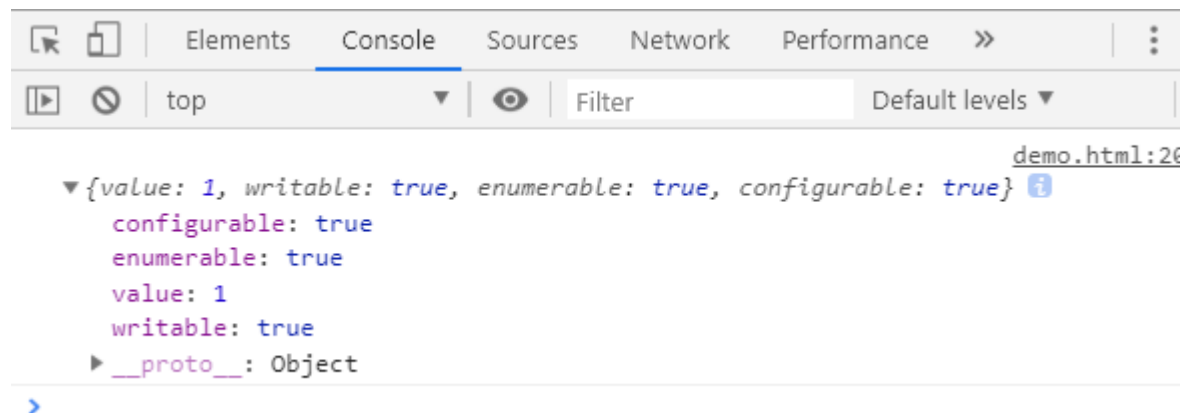 Elements Console Sources Network Performance »
top ▼ Filter Default levels ▼
demo.html:20
▼ {value: 1, writable: true, enumerable: true, configurable: true} i
configurable: true
enumerable: true
value: 1
writable: true
▶ __proto__: Object
>